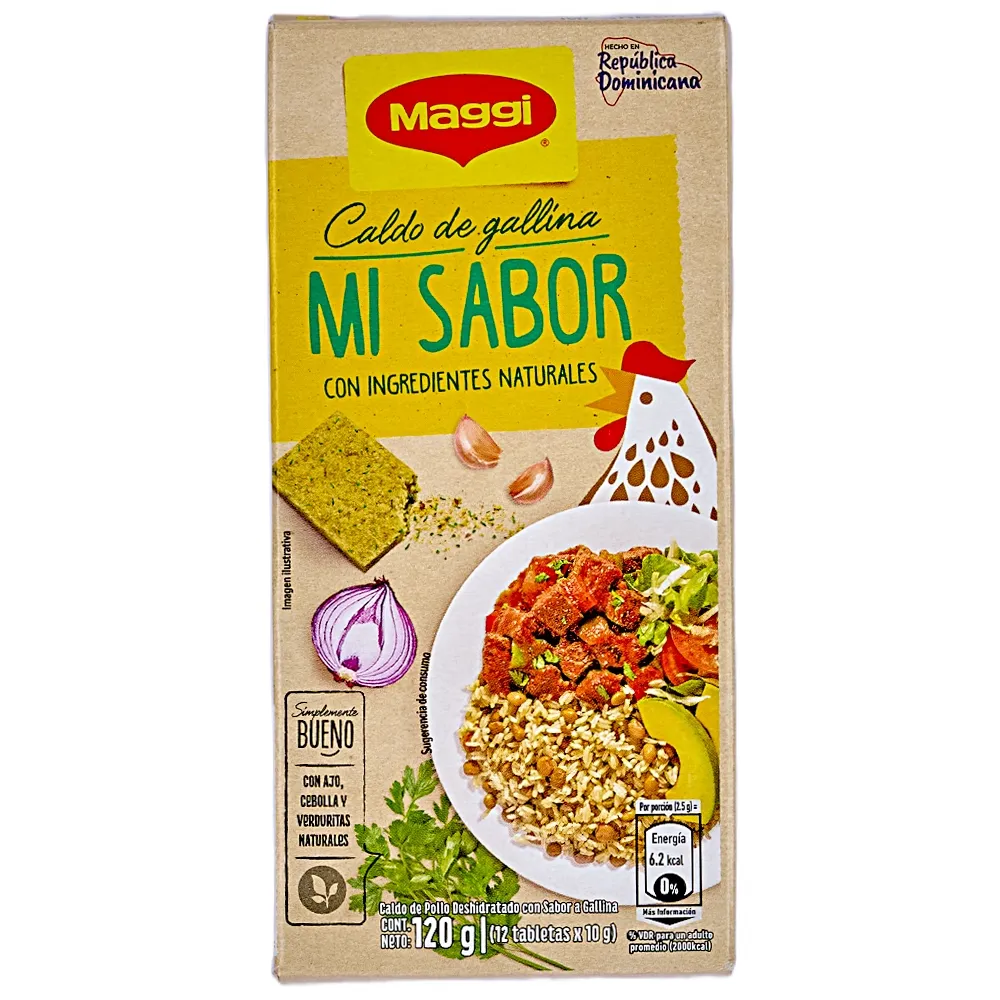 HECHO EN
República
Dominicana
Maggi
®
Caldo de gallina
MI SABOR
CON INGREDIENTES NATURALES
Imagen ilustrativa
Sugerencia de consumo
Simplemente
BUENO
CON AJO,
CEBOLLA Y
VERDURITAS
NATURALES
Por porción (2.5 g) =
Energía
6.2 kcal
0%
Más Información
% VDR para un adulto
promedio (2000kcal)
Caldo de Pollo Deshidratado con Sabor a Gallina
CONT.
NETO: 120 g (12 tabletas x 10 g)